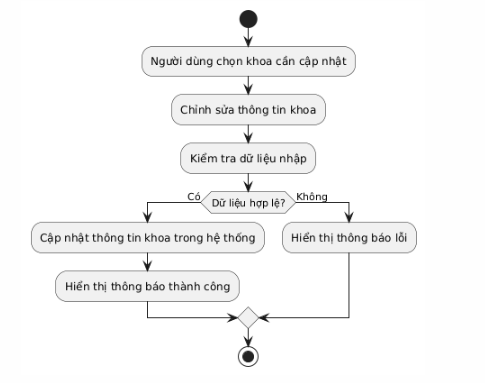 Người dùng chọn khoa cần cập nhật
Chỉnh sửa thông tin khoa
Kiểm tra dữ liệu nhập
Có
Dữ liệu hợp lệ?
Không
Cập nhật thông tin khoa trong hệ thống
Hiển thị thông báo lỗi
Hiển thị thông báo thành công